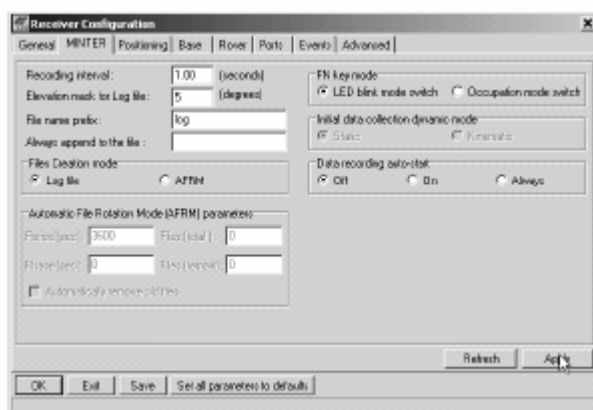 Receiver Configuration
General MINTER Positioning Base Rover Ports Events Advanced
Recording interval: 1.00 (seconds)
Elevation mask for Log file: 5 (degrees)
File name prefix: log
Always append to the file:
Files Creation mode
Log file AFRM
Automatic File Rotation Mode (AFRM) parameters
Period (sec): 3600 Files (total): 0
Phase (sec): 0 Files (remain): 0
Automatically remove old files
FN key mode
LED blink mode switch Occupation mode switch
Initial data collection dynamic mode
Static Kinematic
Data recording auto-start
Off On Always
Refresh Apply
OK Exit Save Set all parameters to defaults